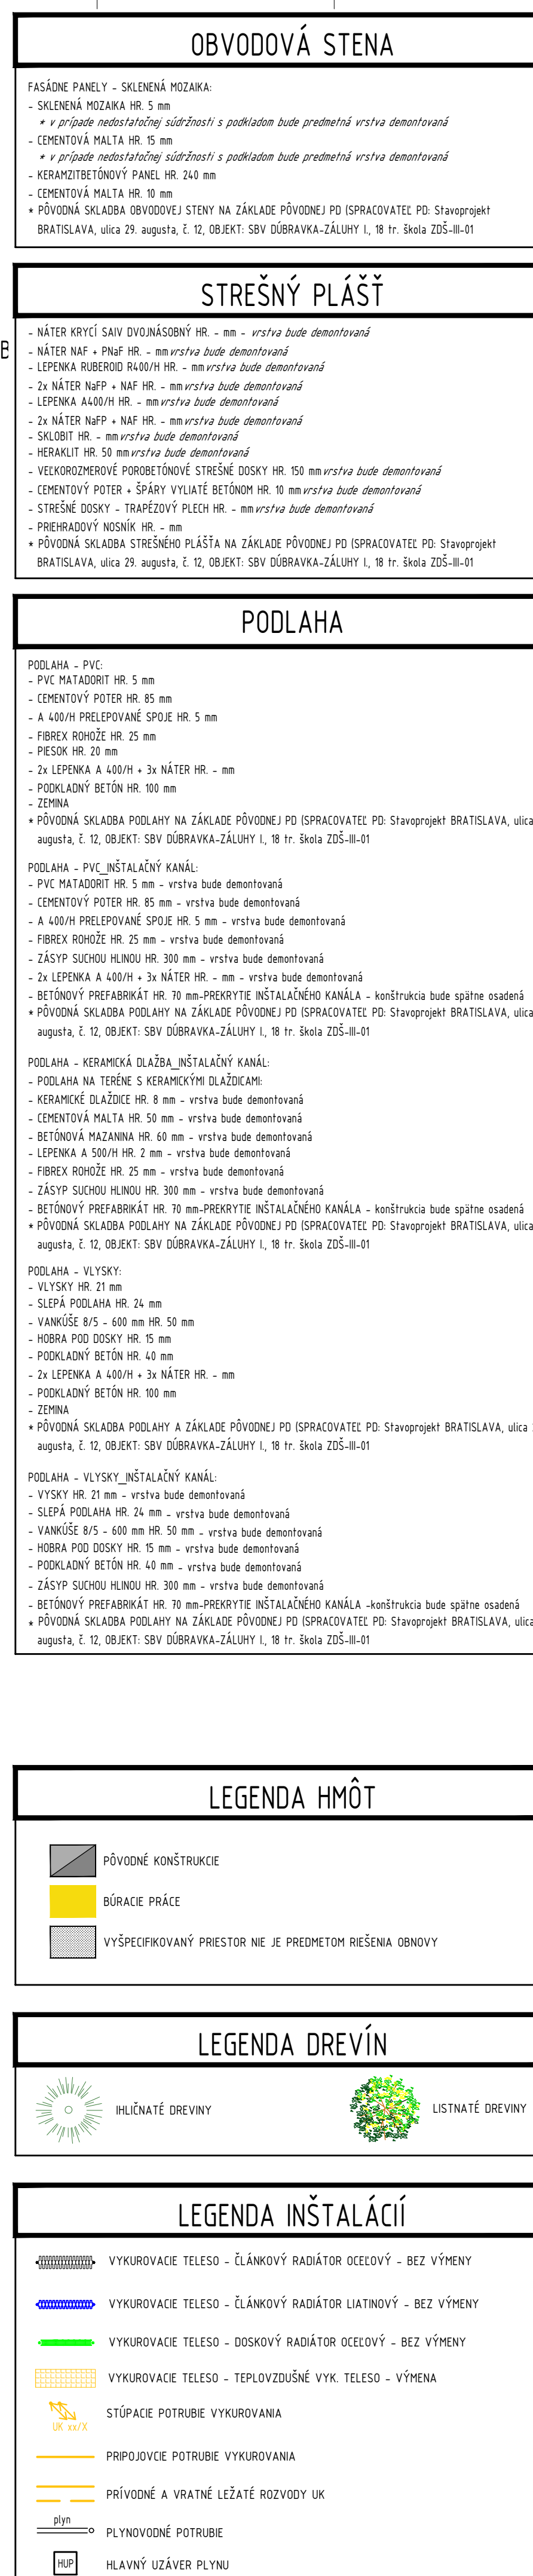 OBVODOVÁ STENA
FASÁDNE PANELY - SKLENENÁ MOZAIKA:
- SKLENENÁ MOZAIKA HR. 5 mm
* v prípade nedostatočnej súdržnosti s podkladom bude predmetná vrstva demontovaná
- CEMENTOVÁ MALTA HR. 15 mm
* v prípade nedostatočnej súdržnosti s podkladom bude predmetná vrstva demontovaná
- KERAMZITBETÓNOVÝ PANEL HR. 240 mm
- CEMENTOVÁ MALTA HR. 10 mm
* PÔVODNÁ SKLADBA OBVODOVEJ STENY NA ZÁKLADE PÔVODNEJ PD (SPRACOVATEĽ PD: Stavoprojekt
BRATISLAVA, ulica 29. augusta, č. 12, OBJEKT: SBV DÚBRAVKA-ZÁLUHY I., 18 tr. škola ZDŠ-III-01
STREŠNÝ PLÁŠŤ
B
- NÁTER KRYCÍ SAIV DVOJNÁSOBNÝ HR. - mm - vrstva bude demontovaná
- NÁTER NAF + PNaF HR. - mm vrstva bude demontovaná
- LEPENKA RUBEROID R400/H HR. - mm vrstva bude demontovaná
- 2x NÁTER NaFP + NAF HR. - mm vrstva bude demontovaná
- LEPENKA A400/H HR. - mm vrstva bude demontovaná
- 2x NÁTER NaFP + NAF HR. - mm vrstva bude demontovaná
- SKLOBIT HR. - mm vrstva bude demontovaná
- HERAKLIT HR. 50 mm vrstva bude demontovaná
- VEĽKOROZMEROVÉ POROBETÓNOVÉ STREŠNÉ DOSKY HR. 150 mm vrstva bude demontovaná
- CEMENTOVÝ POTER + ŠPÁRY VYLIATÉ BETÓNOM HR. 10 mm vrstva bude demontovaná
- STREŠNÉ DOSKY - TRAPÉZOVÝ PLECH HR. - mm vrstva bude demontovaná
- PRIEHRADOVÝ NOSNÍK HR. - mm
* PÔVODNÁ SKLADBA STREŠNÉHO PLÁŠŤA NA ZÁKLADE PÔVODNEJ PD (SPRACOVATEĽ PD: Stavoprojekt
BRATISLAVA, ulica 29. augusta, č. 12, OBJEKT: SBV DÚBRAVKA-ZÁLUHY I., 18 tr. škola ZDŠ-III-01
PODLAHA
PODLAHA - PVC:
- PVC MATADORIT HR. 5 mm
- CEMENTOVÝ POTER HR. 85 mm
- A 400/H PRELEPOVANÉ SPOJE HR. 5 mm
- FIBREX ROHOŽE HR. 25 mm
- PIESOK HR. 20 mm
- 2x LEPENKA A 400/H + 3x NÁTER HR. - mm
- PODKLADNÝ BETÓN HR. 100 mm
- ZEMINA
* PÔVODNÁ SKLADBA PODLAHY NA ZÁKLADE PÔVODNEJ PD (SPRACOVATEĽ PD: Stavoprojekt BRATISLAVA, ulica
augusta, č. 12, OBJEKT: SBV DÚBRAVKA-ZÁLUHY I., 18 tr. škola ZDŠ-III-01
PODLAHA - PVC_INŠTALAČNÝ KANÁL:
- PVC MATADORIT HR. 5 mm - vrstva bude demontovaná
- CEMENTOVÝ POTER HR. 85 mm - vrstva bude demontovaná
- A 400/H PRELEPOVANÉ SPOJE HR. 5 mm - vrstva bude demontovaná
- FIBREX ROHOŽE HR. 25 mm - vrstva bude demontovaná
- ZÁSYP SUCHOU HLINOU HR. 300 mm - vrstva bude demontovaná
- 2x LEPENKA A 400/H + 3x NÁTER HR. - mm - vrstva bude demontovaná
- BETÓNOVÝ PREFABRIKÁT HR. 70 mm-PREKRYTIE INŠTALAČNÉHO KANÁLA - konštrukcia bude spätne osadená
* PÔVODNÁ SKLADBA PODLAHY NA ZÁKLADE PÔVODNEJ PD (SPRACOVATEĽ PD: Stavoprojekt BRATISLAVA, ulica
augusta, č. 12, OBJEKT: SBV DÚBRAVKA-ZÁLUHY I., 18 tr. škola ZDŠ-III-01
PODLAHA - KERAMICKÁ DLAŽBA_INŠTALAČNÝ KANÁL:
- PODLAHA NA TERÉNE S KERAMICKÝMI DLAŽDICAMI:
- KERAMICKÉ DLAŽDICE HR. 8 mm - vrstva bude demontovaná
- CEMENTOVÁ MALTA HR. 50 mm - vrstva bude demontovaná
- BETÓNOVÁ MAZANINA HR. 60 mm - vrstva bude demontovaná
- LEPENKA A 500/H HR. 2 mm - vrstva bude demontovaná
- FIBREX ROHOŽE HR. 25 mm - vrstva bude demontovaná
- ZÁSYP SUCHOU HLINOU HR. 300 mm - vrstva bude demontovaná
- BETÓNOVÝ PREFABRIKÁT HR. 70 mm-PREKRYTIE INŠTALAČNÉHO KANÁLA - konštrukcia bude spätne osadená
* PÔVODNÁ SKLADBA PODLAHY NA ZÁKLADE PÔVODNEJ PD (SPRACOVATEĽ PD: Stavoprojekt BRATISLAVA, ulica
augusta, č. 12, OBJEKT: SBV DÚBRAVKA-ZÁLUHY I., 18 tr. škola ZDŠ-III-01
PODLAHA - VLYSKY:
- VLYSKY HR. 21 mm
- SLEPÁ PODLAHA HR. 24 mm
- VANKÚŠE 8/5 - 600 mm HR. 50 mm
- HOBRA POD DOSKY HR. 15 mm
- PODKLADNÝ BETÓN HR. 40 mm
- 2x LEPENKA A 400/H + 3x NÁTER HR. - mm
- PODKLADNÝ BETÓN HR. 100 mm
- ZEMINA
* PÔVODNÁ SKLADBA PODLAHY A ZÁKLADE PÔVODNEJ PD (SPRACOVATEĽ PD: Stavoprojekt BRATISLAVA, ulica
augusta, č. 12, OBJEKT: SBV DÚBRAVKA-ZÁLUHY I., 18 tr. škola ZDŠ-III-01
PODLAHA - VLYSKY_INŠTALAČNÝ KANÁL:
- VYSKY HR. 21 mm - vrstva bude demontovaná
- SLEPÁ PODLAHA HR. 24 mm - vrstva bude demontovaná
- VANKÚŠE 8/5 - 600 mm HR. 50 mm - vrstva bude demontovaná
- HOBRA POD DOSKY HR. 15 mm - vrstva bude demontovaná
- PODKLADNÝ BETÓN HR. 40 mm - vrstva bude demontovaná
- ZÁSYP SUCHOU HLINOU HR. 300 mm - vrstva bude demontovaná
- BETÓNOVÝ PREFABRIKÁT HR. 70 mm-PREKRYTIE INŠTALAČNÉHO KANÁLA -konštrukcia bude spätne osadená
* PÔVODNÁ SKLADBA PODLAHY NA ZÁKLADE PÔVODNEJ PD (SPRACOVATEĽ PD: Stavoprojekt BRATISLAVA, ulica
augusta, č. 12, OBJEKT: SBV DÚBRAVKA-ZÁLUHY I., 18 tr. škola ZDŠ-III-01
LEGENDA HMÔT
PÔVODNÉ KONŠTRUKCIE
BÚRACIE PRÁCE
VYŠPECIFIKOVANÝ PRIESTOR NIE JE PREDMETOM RIEŠENIA OBNOVY
LEGENDA DREVÍN
IHLIČNATÉ DREVINY
LISTNATÉ DREVINY
LEGENDA INŠTALÁCIÍ
VYKUROVACIE TELESO - ČLÁNKOVÝ RADIÁTOR OCEĽOVÝ - BEZ VÝMENY
VYKUROVACIE TELESO - ČLÁNKOVÝ RADIÁTOR LIATINOVÝ - BEZ VÝMENY
VYKUROVACIE TELESO - DOSKOVÝ RADIÁTOR OCEĽOVÝ - BEZ VÝMENY
VYKUROVACIE TELESO - TEPLOVZDUŠNÉ VYK. TELESO - VÝMENA
STÚPACIE POTRUBIE VYKUROVANIA
UK xx/X
PRIPOJOVCIE POTRUBIE VYKUROVANIA
PRÍVODNÉ A VRATNÉ LEŽATÉ ROZVODY UK
plyn
PLYNOVODNÉ POTRUBIE
HUP
HLAVNÝ UZÁVER PLYNU